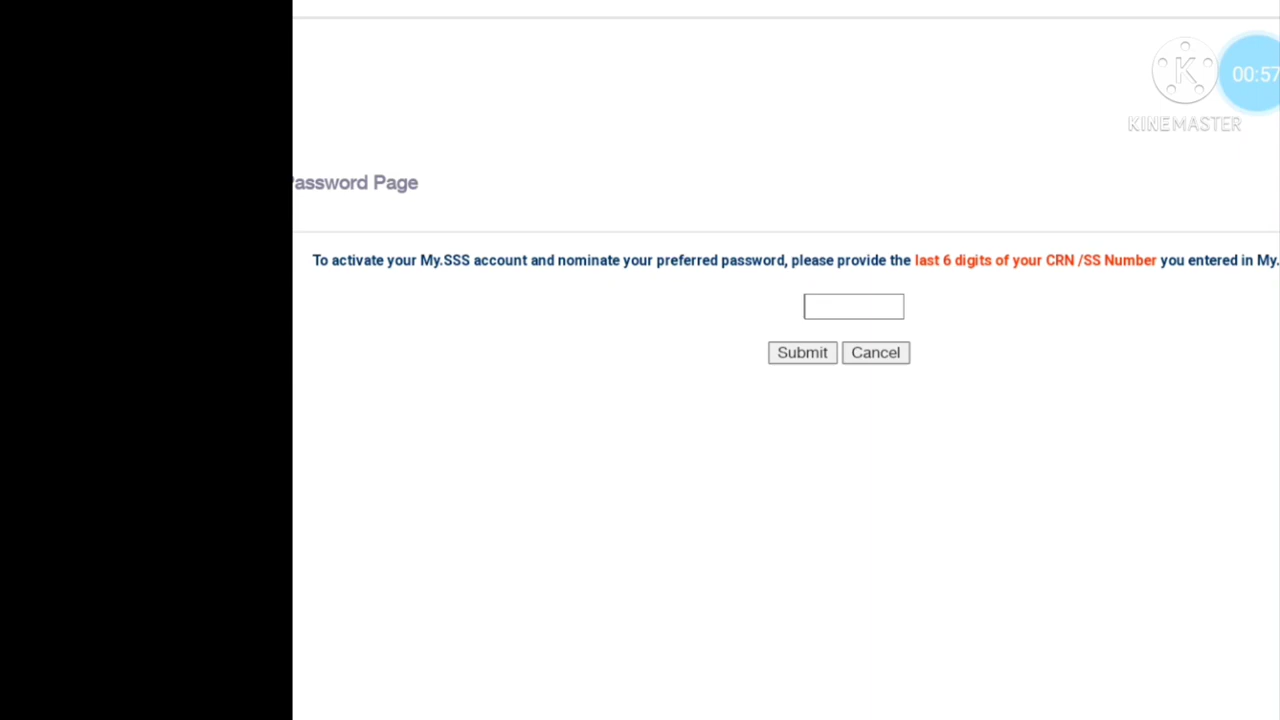 K
00:57
KINEMASTER
Password Page
To activate your My.SSS account and nominate your preferred password, please provide the last 6 digits of your CRN /SS Number you entered in My.
Submit Cancel